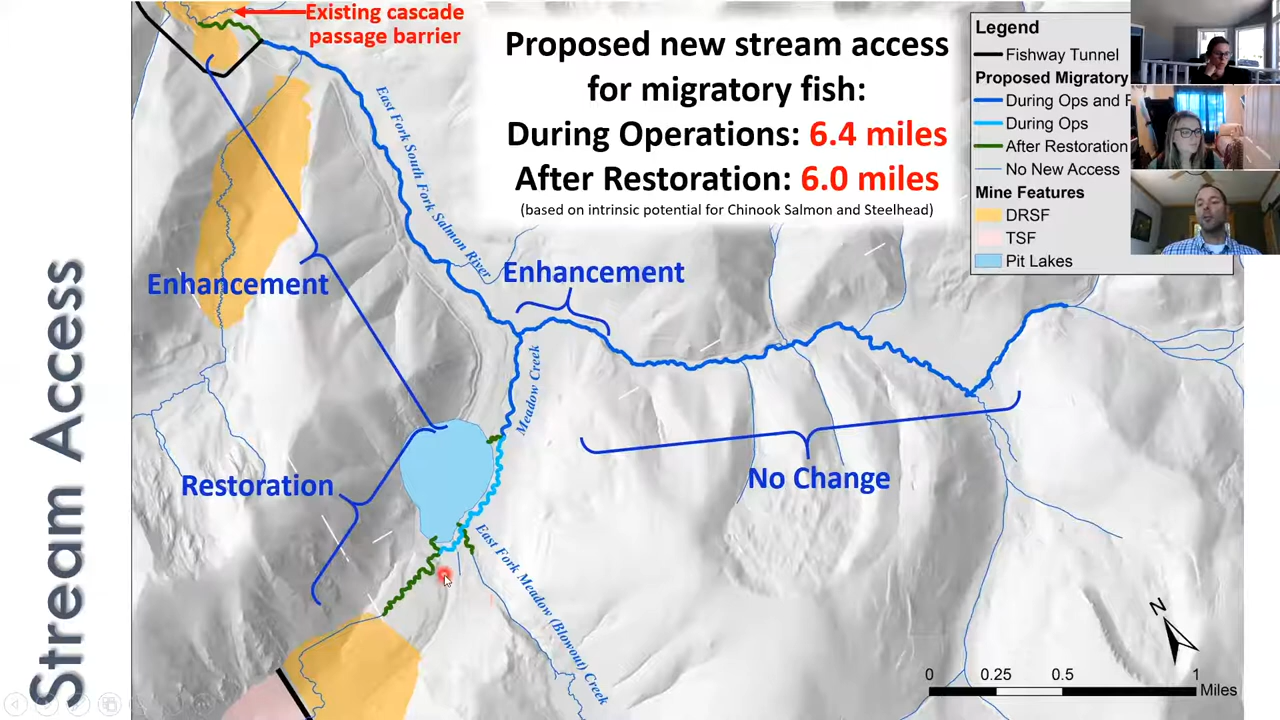 Stream Access
Existing cascade
passage barrier
Proposed new stream access
for migratory fish:
During Operations: 6.4 miles
After Restoration: 6.0 miles
(based on intrinsic potential for Chinook Salmon and Steelhead)
Legend
Fishway Tunnel
Proposed Migratory
During Ops and
During Ops
After Restoration
No New Access
Mine Features
DRSF
TSF
Pit Lakes
East Fork South Fork Salmon River
Enhancement
Enhancement
Meadow Creek
No Change
Restoration
East Fork Meadow (Blowout) Creek
N
0 0.25 0.5 1
Miles